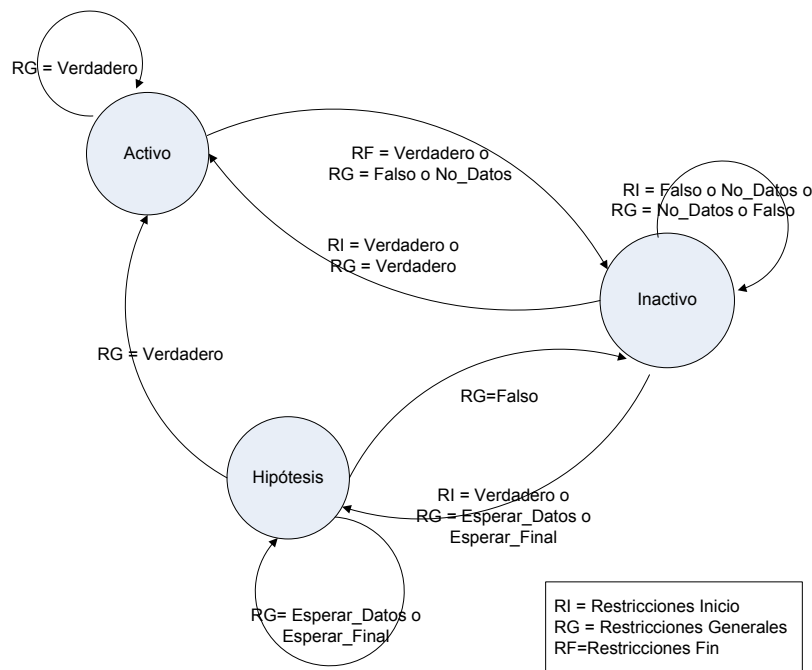 RG = Verdadero
Activo
RF = Verdadero o
RG = Falso o No_Datos
RI = Falso o No_Datos o
RG = No_Datos o Falso
RI = Verdadero o
RG = Verdadero
Inactivo
RG = Verdadero
RG=Falso
Hipótesis
RI = Verdadero o
RG = Esperar_Datos o
Esperar_Final
RG= Esperar_Datos o
Esperar_Final
RI = Restricciones Inicio
RG = Restricciones Generales
RF=Restricciones Fin